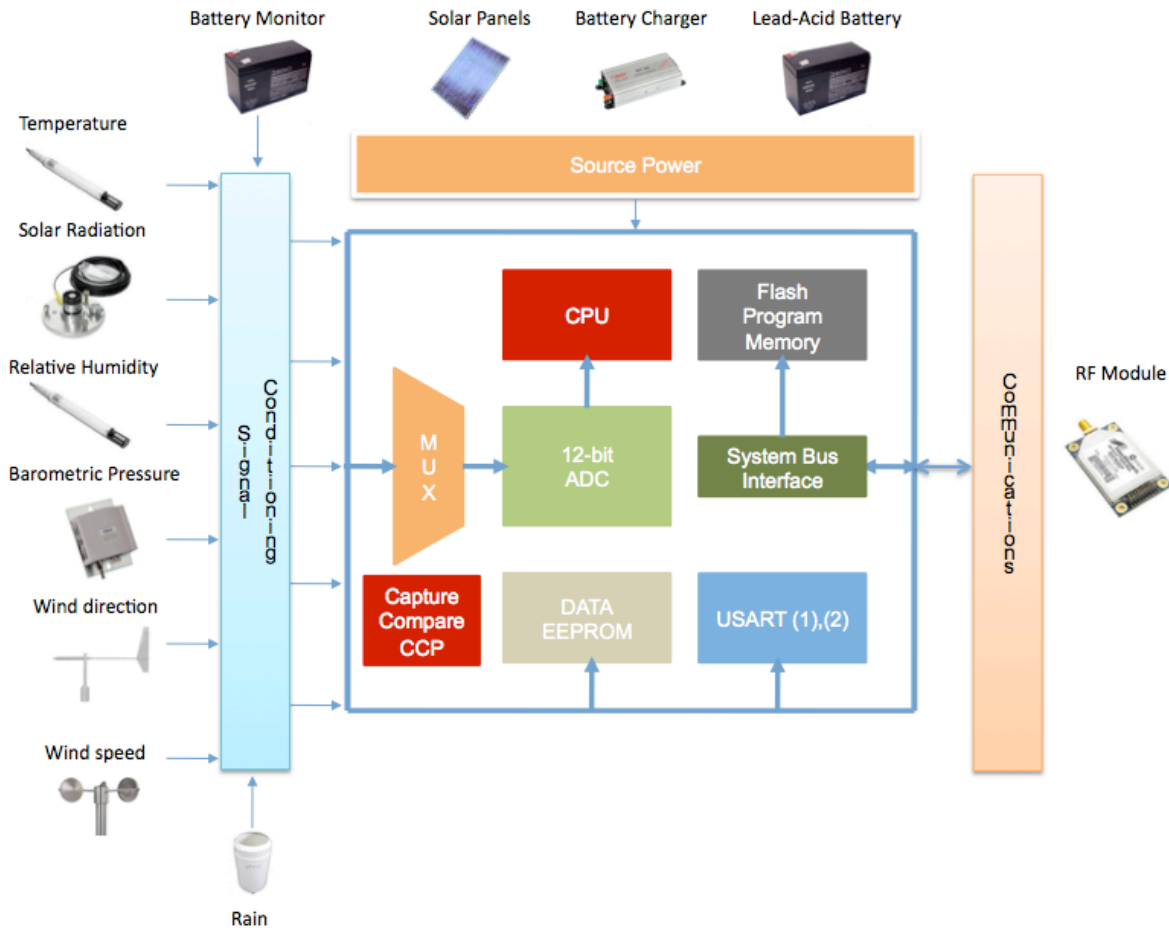 Battery Monitor
Solar Panels
Battery Charger
Lead-Acid Battery
Temperature
Source Power
Solar Radiation
CPU
Flash
Program
Memory
Relative Humidity
Signal
Conditioning
MUX
12-bit
ADC
System Bus
Interface
Communications
RF Module
Barometric Pressure
Capture
Compare
CCP
DATA
EEPROM
USART (1),(2)
Wind direction
Wind speed
Rain